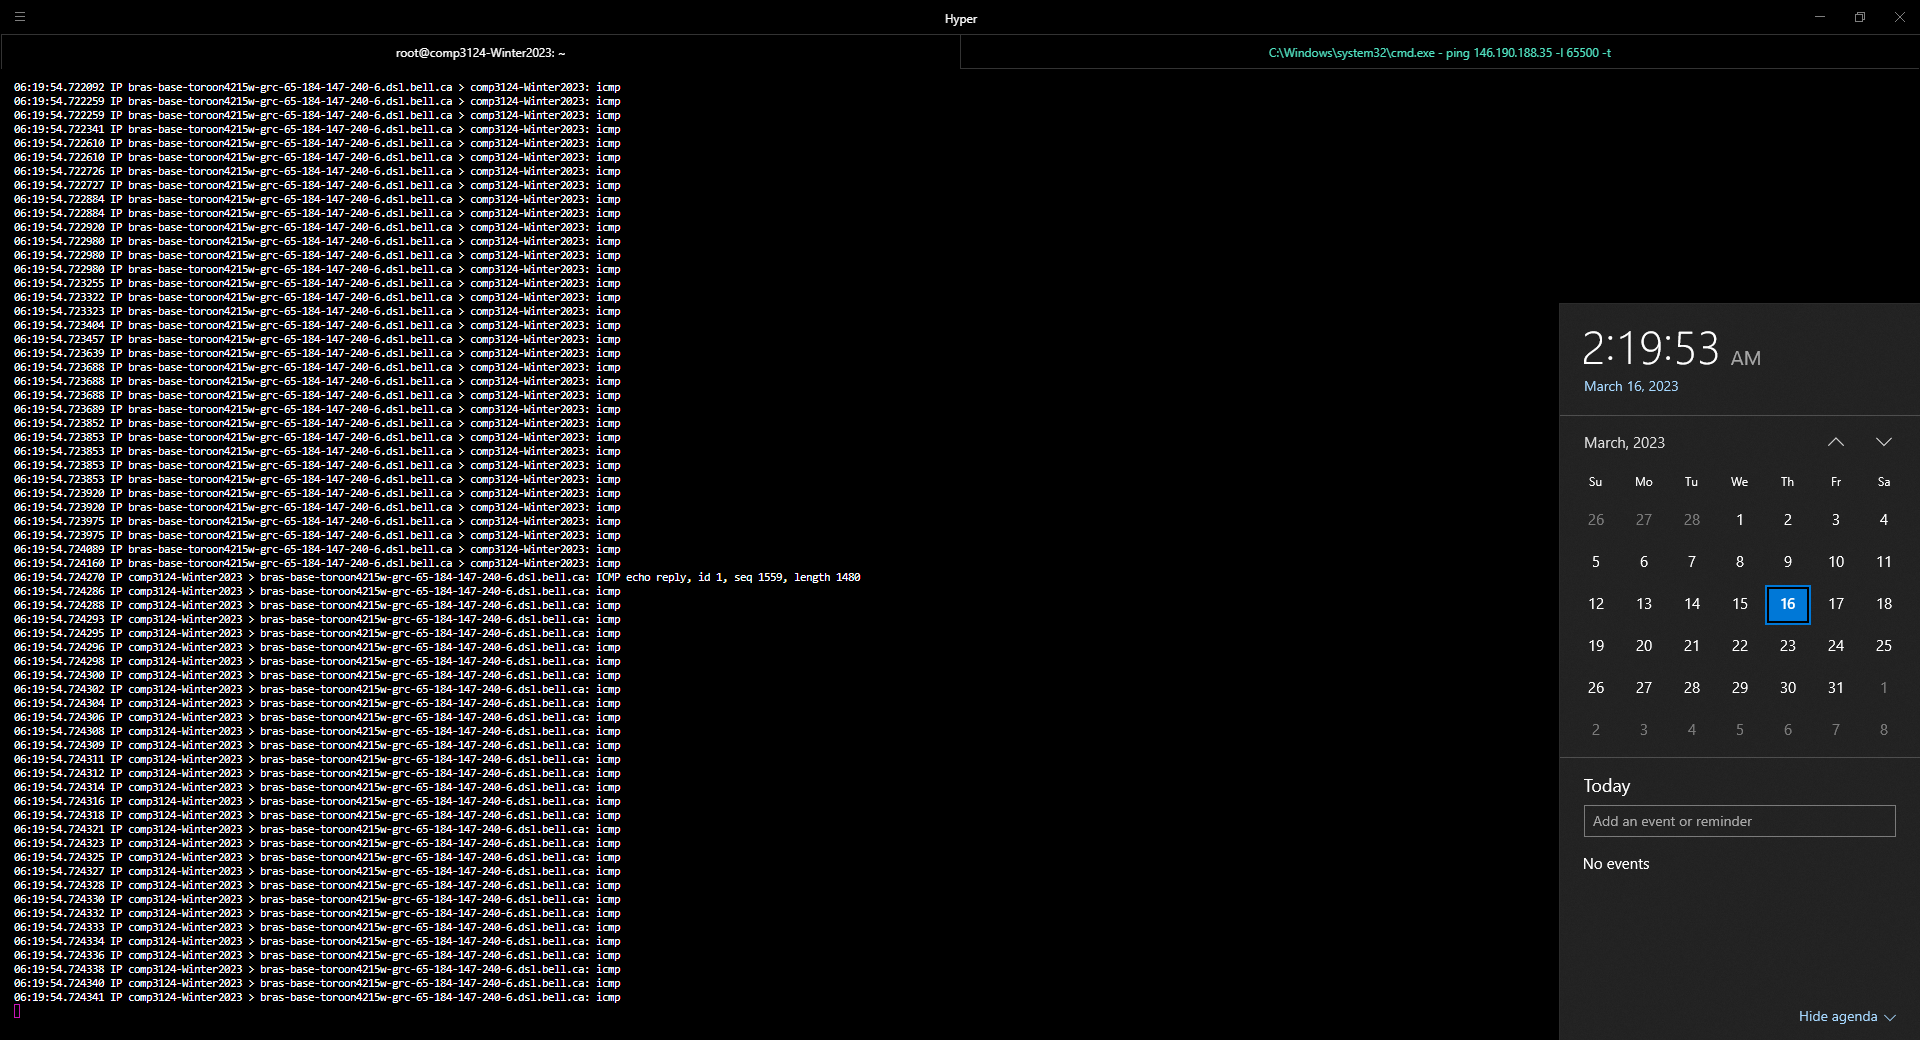 Hyper
root@comp3124-Winter2023: ~
C:\Windows\system32\cmd.exe - ping 146.190.188.35 -l 65500 -t
06:19:54.722092 IP bras-base-toroon4215w-grc-65-184-147-240-6.dsl.bell.ca > comp3124-Winter2023: icmp
06:19:54.722259 IP bras-base-toroon4215w-grc-65-184-147-240-6.dsl.bell.ca > comp3124-Winter2023: icmp
06:19:54.722259 IP bras-base-toroon4215w-grc-65-184-147-240-6.dsl.bell.ca > comp3124-Winter2023: icmp
06:19:54.722341 IP bras-base-toroon4215w-grc-65-184-147-240-6.dsl.bell.ca > comp3124-Winter2023: icmp
06:19:54.722610 IP bras-base-toroon4215w-grc-65-184-147-240-6.dsl.bell.ca > comp3124-Winter2023: icmp
06:19:54.722610 IP bras-base-toroon4215w-grc-65-184-147-240-6.dsl.bell.ca > comp3124-Winter2023: icmp
06:19:54.722726 IP bras-base-toroon4215w-grc-65-184-147-240-6.dsl.bell.ca > comp3124-Winter2023: icmp
06:19:54.722727 IP bras-base-toroon4215w-grc-65-184-147-240-6.dsl.bell.ca > comp3124-Winter2023: icmp
06:19:54.722884 IP bras-base-toroon4215w-grc-65-184-147-240-6.dsl.bell.ca > comp3124-Winter2023: icmp
06:19:54.722884 IP bras-base-toroon4215w-grc-65-184-147-240-6.dsl.bell.ca > comp3124-Winter2023: icmp
06:19:54.722920 IP bras-base-toroon4215w-grc-65-184-147-240-6.dsl.bell.ca > comp3124-Winter2023: icmp
06:19:54.722980 IP bras-base-toroon4215w-grc-65-184-147-240-6.dsl.bell.ca > comp3124-Winter2023: icmp
06:19:54.722980 IP bras-base-toroon4215w-grc-65-184-147-240-6.dsl.bell.ca > comp3124-Winter2023: icmp
06:19:54.722980 IP bras-base-toroon4215w-grc-65-184-147-240-6.dsl.bell.ca > comp3124-Winter2023: icmp
06:19:54.723255 IP bras-base-toroon4215w-grc-65-184-147-240-6.dsl.bell.ca > comp3124-Winter2023: icmp
06:19:54.723322 IP bras-base-toroon4215w-grc-65-184-147-240-6.dsl.bell.ca > comp3124-Winter2023: icmp
06:19:54.723323 IP bras-base-toroon4215w-grc-65-184-147-240-6.dsl.bell.ca > comp3124-Winter2023: icmp
06:19:54.723404 IP bras-base-toroon4215w-grc-65-184-147-240-6.dsl.bell.ca > comp3124-Winter2023: icmp
06:19:54.723457 IP bras-base-toroon4215w-grc-65-184-147-240-6.dsl.bell.ca > comp3124-Winter2023: icmp
06:19:54.723639 IP bras-base-toroon4215w-grc-65-184-147-240-6.dsl.bell.ca > comp3124-Winter2023: icmp
06:19:54.723688 IP bras-base-toroon4215w-grc-65-184-147-240-6.dsl.bell.ca > comp3124-Winter2023: icmp
06:19:54.723688 IP bras-base-toroon4215w-grc-65-184-147-240-6.dsl.bell.ca > comp3124-Winter2023: icmp
06:19:54.723688 IP bras-base-toroon4215w-grc-65-184-147-240-6.dsl.bell.ca > comp3124-Winter2023: icmp
06:19:54.723689 IP bras-base-toroon4215w-grc-65-184-147-240-6.dsl.bell.ca > comp3124-Winter2023: icmp
06:19:54.723852 IP bras-base-toroon4215w-grc-65-184-147-240-6.dsl.bell.ca > comp3124-Winter2023: icmp
06:19:54.723853 IP bras-base-toroon4215w-grc-65-184-147-240-6.dsl.bell.ca > comp3124-Winter2023: icmp
06:19:54.723853 IP bras-base-toroon4215w-grc-65-184-147-240-6.dsl.bell.ca > comp3124-Winter2023: icmp
06:19:54.723853 IP bras-base-toroon4215w-grc-65-184-147-240-6.dsl.bell.ca > comp3124-Winter2023: icmp
06:19:54.723853 IP bras-base-toroon4215w-grc-65-184-147-240-6.dsl.bell.ca > comp3124-Winter2023: icmp
06:19:54.723920 IP bras-base-toroon4215w-grc-65-184-147-240-6.dsl.bell.ca > comp3124-Winter2023: icmp
06:19:54.723920 IP bras-base-toroon4215w-grc-65-184-147-240-6.dsl.bell.ca > comp3124-Winter2023: icmp
06:19:54.723975 IP bras-base-toroon4215w-grc-65-184-147-240-6.dsl.bell.ca > comp3124-Winter2023: icmp
06:19:54.723975 IP bras-base-toroon4215w-grc-65-184-147-240-6.dsl.bell.ca > comp3124-Winter2023: icmp
06:19:54.724089 IP bras-base-toroon4215w-grc-65-184-147-240-6.dsl.bell.ca > comp3124-Winter2023: icmp
06:19:54.724160 IP bras-base-toroon4215w-grc-65-184-147-240-6.dsl.bell.ca > comp3124-Winter2023: icmp
06:19:54.724270 IP comp3124-Winter2023 > bras-base-toroon4215w-grc-65-184-147-240-6.dsl.bell.ca: ICMP echo reply, id 1, seq 1559, length 1480
06:19:54.724286 IP comp3124-Winter2023 > bras-base-toroon4215w-grc-65-184-147-240-6.dsl.bell.ca: icmp
06:19:54.724288 IP comp3124-Winter2023 > bras-base-toroon4215w-grc-65-184-147-240-6.dsl.bell.ca: icmp
06:19:54.724293 IP comp3124-Winter2023 > bras-base-toroon4215w-grc-65-184-147-240-6.dsl.bell.ca: icmp
06:19:54.724295 IP comp3124-Winter2023 > bras-base-toroon4215w-grc-65-184-147-240-6.dsl.bell.ca: icmp
06:19:54.724296 IP comp3124-Winter2023 > bras-base-toroon4215w-grc-65-184-147-240-6.dsl.bell.ca: icmp
06:19:54.724298 IP comp3124-Winter2023 > bras-base-toroon4215w-grc-65-184-147-240-6.dsl.bell.ca: icmp
06:19:54.724300 IP comp3124-Winter2023 > bras-base-toroon4215w-grc-65-184-147-240-6.dsl.bell.ca: icmp
06:19:54.724302 IP comp3124-Winter2023 > bras-base-toroon4215w-grc-65-184-147-240-6.dsl.bell.ca: icmp
06:19:54.724304 IP comp3124-Winter2023 > bras-base-toroon4215w-grc-65-184-147-240-6.dsl.bell.ca: icmp
06:19:54.724306 IP comp3124-Winter2023 > bras-base-toroon4215w-grc-65-184-147-240-6.dsl.bell.ca: icmp
06:19:54.724308 IP comp3124-Winter2023 > bras-base-toroon4215w-grc-65-184-147-240-6.dsl.bell.ca: icmp
06:19:54.724309 IP comp3124-Winter2023 > bras-base-toroon4215w-grc-65-184-147-240-6.dsl.bell.ca: icmp
06:19:54.724311 IP comp3124-Winter2023 > bras-base-toroon4215w-grc-65-184-147-240-6.dsl.bell.ca: icmp
06:19:54.724312 IP comp3124-Winter2023 > bras-base-toroon4215w-grc-65-184-147-240-6.dsl.bell.ca: icmp
06:19:54.724314 IP comp3124-Winter2023 > bras-base-toroon4215w-grc-65-184-147-240-6.dsl.bell.ca: icmp
06:19:54.724316 IP comp3124-Winter2023 > bras-base-toroon4215w-grc-65-184-147-240-6.dsl.bell.ca: icmp
06:19:54.724318 IP comp3124-Winter2023 > bras-base-toroon4215w-grc-65-184-147-240-6.dsl.bell.ca: icmp
06:19:54.724321 IP comp3124-Winter2023 > bras-base-toroon4215w-grc-65-184-147-240-6.dsl.bell.ca: icmp
06:19:54.724323 IP comp3124-Winter2023 > bras-base-toroon4215w-grc-65-184-147-240-6.dsl.bell.ca: icmp
06:19:54.724325 IP comp3124-Winter2023 > bras-base-toroon4215w-grc-65-184-147-240-6.dsl.bell.ca: icmp
06:19:54.724327 IP comp3124-Winter2023 > bras-base-toroon4215w-grc-65-184-147-240-6.dsl.bell.ca: icmp
06:19:54.724328 IP comp3124-Winter2023 > bras-base-toroon4215w-grc-65-184-147-240-6.dsl.bell.ca: icmp
06:19:54.724330 IP comp3124-Winter2023 > bras-base-toroon4215w-grc-65-184-147-240-6.dsl.bell.ca: icmp
06:19:54.724332 IP comp3124-Winter2023 > bras-base-toroon4215w-grc-65-184-147-240-6.dsl.bell.ca: icmp
06:19:54.724333 IP comp3124-Winter2023 > bras-base-toroon4215w-grc-65-184-147-240-6.dsl.bell.ca: icmp
06:19:54.724334 IP comp3124-Winter2023 > bras-base-toroon4215w-grc-65-184-147-240-6.dsl.bell.ca: icmp
06:19:54.724336 IP comp3124-Winter2023 > bras-base-toroon4215w-grc-65-184-147-240-6.dsl.bell.ca: icmp
06:19:54.724338 IP comp3124-Winter2023 > bras-base-toroon4215w-grc-65-184-147-240-6.dsl.bell.ca: icmp
06:19:54.724340 IP comp3124-Winter2023 > bras-base-toroon4215w-grc-65-184-147-240-6.dsl.bell.ca: icmp
06:19:54.724341 IP comp3124-Winter2023 > bras-base-toroon4215w-grc-65-184-147-240-6.dsl.bell.ca: icmp
2:19:53 AM
March 16, 2023
March, 2023
Su Mo Tu We Th Fr Sa
26 27 28 1 2 3 4
5 6 7 8 9 10 11
12 13 14 15 16 17 18
19 20 21 22 23 24 25
26 27 28 29 30 31 1
2 3 4 5 6 7 8
Today
Add an event or reminder
No events
Hide agenda